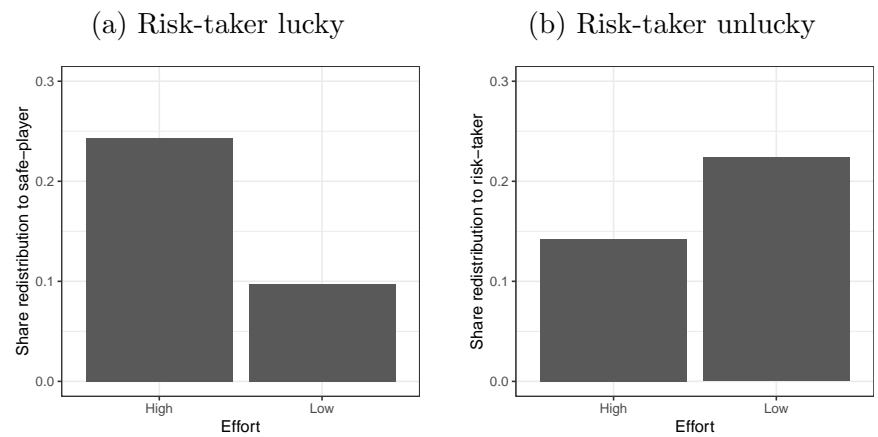 (a) Risk-taker lucky
Share redistribution to safe−player
0.3
0.2
0.1
0.0
High
Low
Effort
(b) Risk-taker unlucky
Share redistribution to risk−taker
0.3
0.2
0.1
0.0
High
Low
Effort